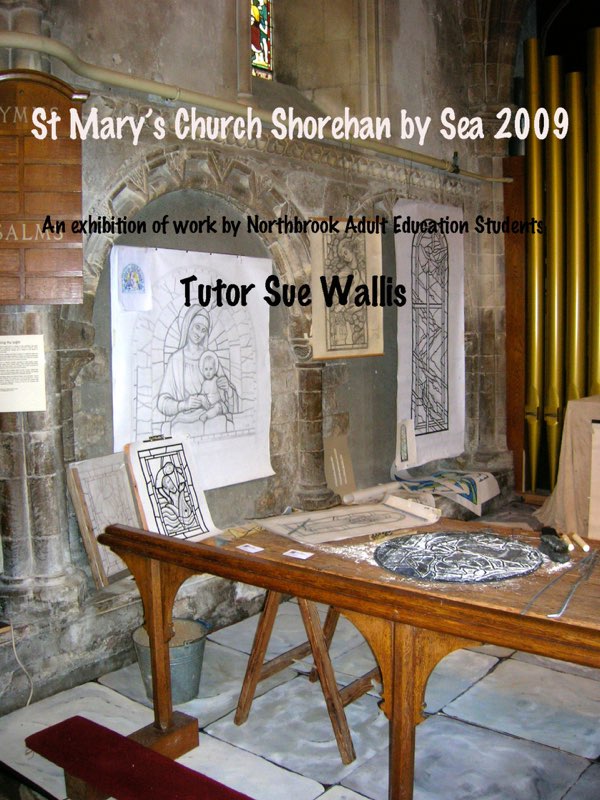 YMNS
St Mary's Church Shorehan by Sea 2009
An exhibition of work by Northbrook Adult Education Students
SALMS
Tutor Sue Wallis